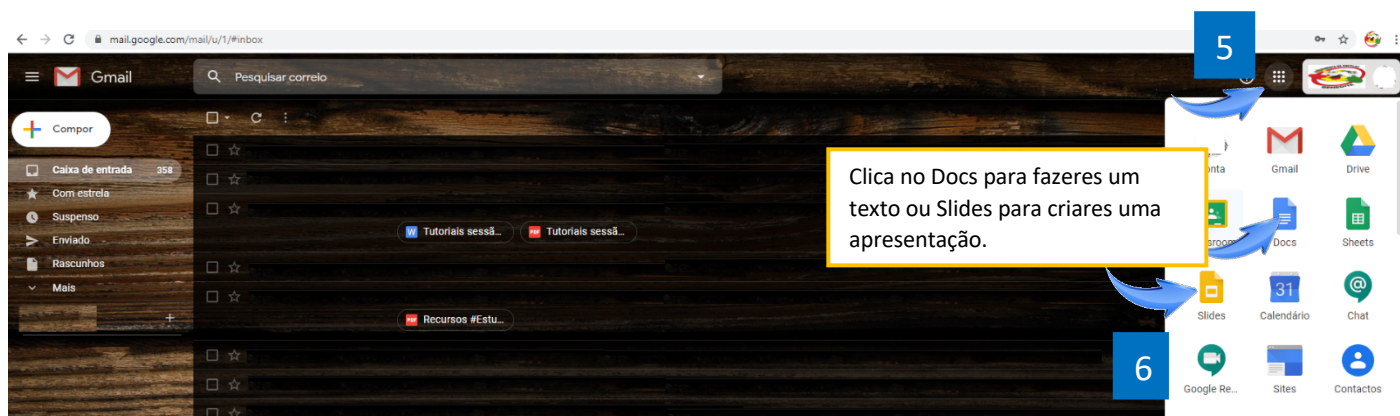 5
mail.google.com/mail/u/1/#inbox
Gmail
Pesquisar correio
Compor
Caixa de entrada 358
Com estrela
Suspenso
Enviado
Rascunhos
Mais
W Tutoriais sessã...
PDF Tutoriais sessã...
PDF Recursos #Estu...
Clica no Docs para fazeres um
texto ou Slides para criares uma
apresentação.
Gmail
Drive
Docs
Sheets
Slides
31
Calendário
Chat
Google Re...
Sites
Contactos
6